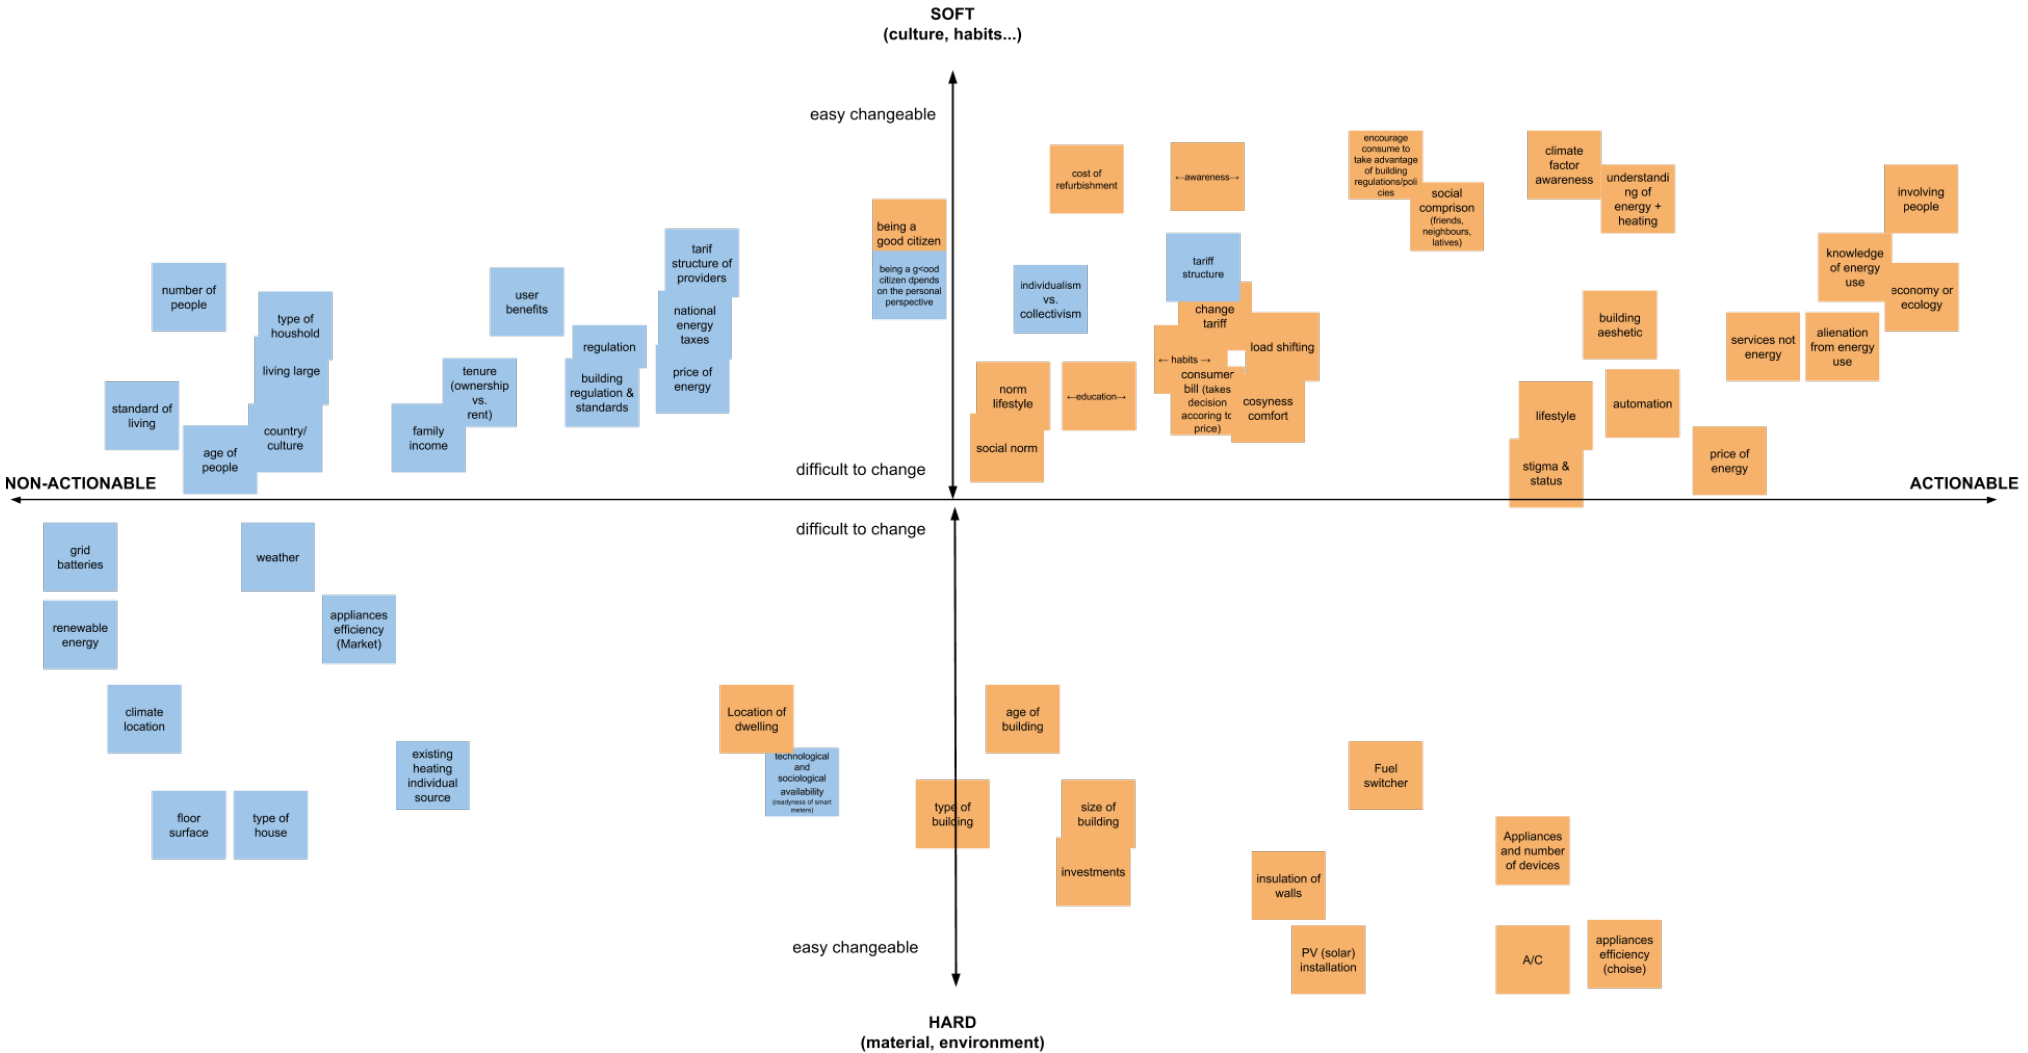 SOFT
(culture, habits...)
easy changeable
encourage
consume to
take advantage
of building
regulations/poli
cies
climate
factor
awareness
cost of
refurbishment
←awareness→
understandi
ng of
energy +
heating
involving
people
social
comprison
(friends,
neighbours,
latives)
being a
good citizen
being a g<ood
citizen dpends
on the personal
perspective
tarif
structure of
providers
tariff
structure
knowledge
of energy
use
economy or
ecology
number of
people
user
benefits
individualism
vs.
collectivism
type of
houshold
national
energy
taxes
change
tariff
building
aeshetic
regulation
load shifting
services not
energy
alienation
from energy
use
living large
tenure
(ownership
vs.
rent)
building
regulation &
standards
price of
energy
← habits →
consumer
bill (takes
decision
accoring to
price)
cosyness
comfort
norm
lifestyle
←education→
standard of
living
automation
lifestyle
country/
culture
family
income
social norm
age of
people
stigma &
status
price of
energy
difficult to change
NON-ACTIONABLE
ACTIONABLE
difficult to change
grid
batteries
weather
renewable
energy
appliances
efficiency
(Market)
climate
location
Location of
dwelling
age of
building
existing
heating
individual
source
technological
and
sociological
availability
(readyness of smart
meters)
Fuel
switcher
floor
surface
type of
house
type of
building
size of
building
Appliances
and number
of devices
investments
insulation of
walls
easy changeable
PV (solar)
installation
A/C
appliances
efficiency
(choise)
HARD
(material, environment)